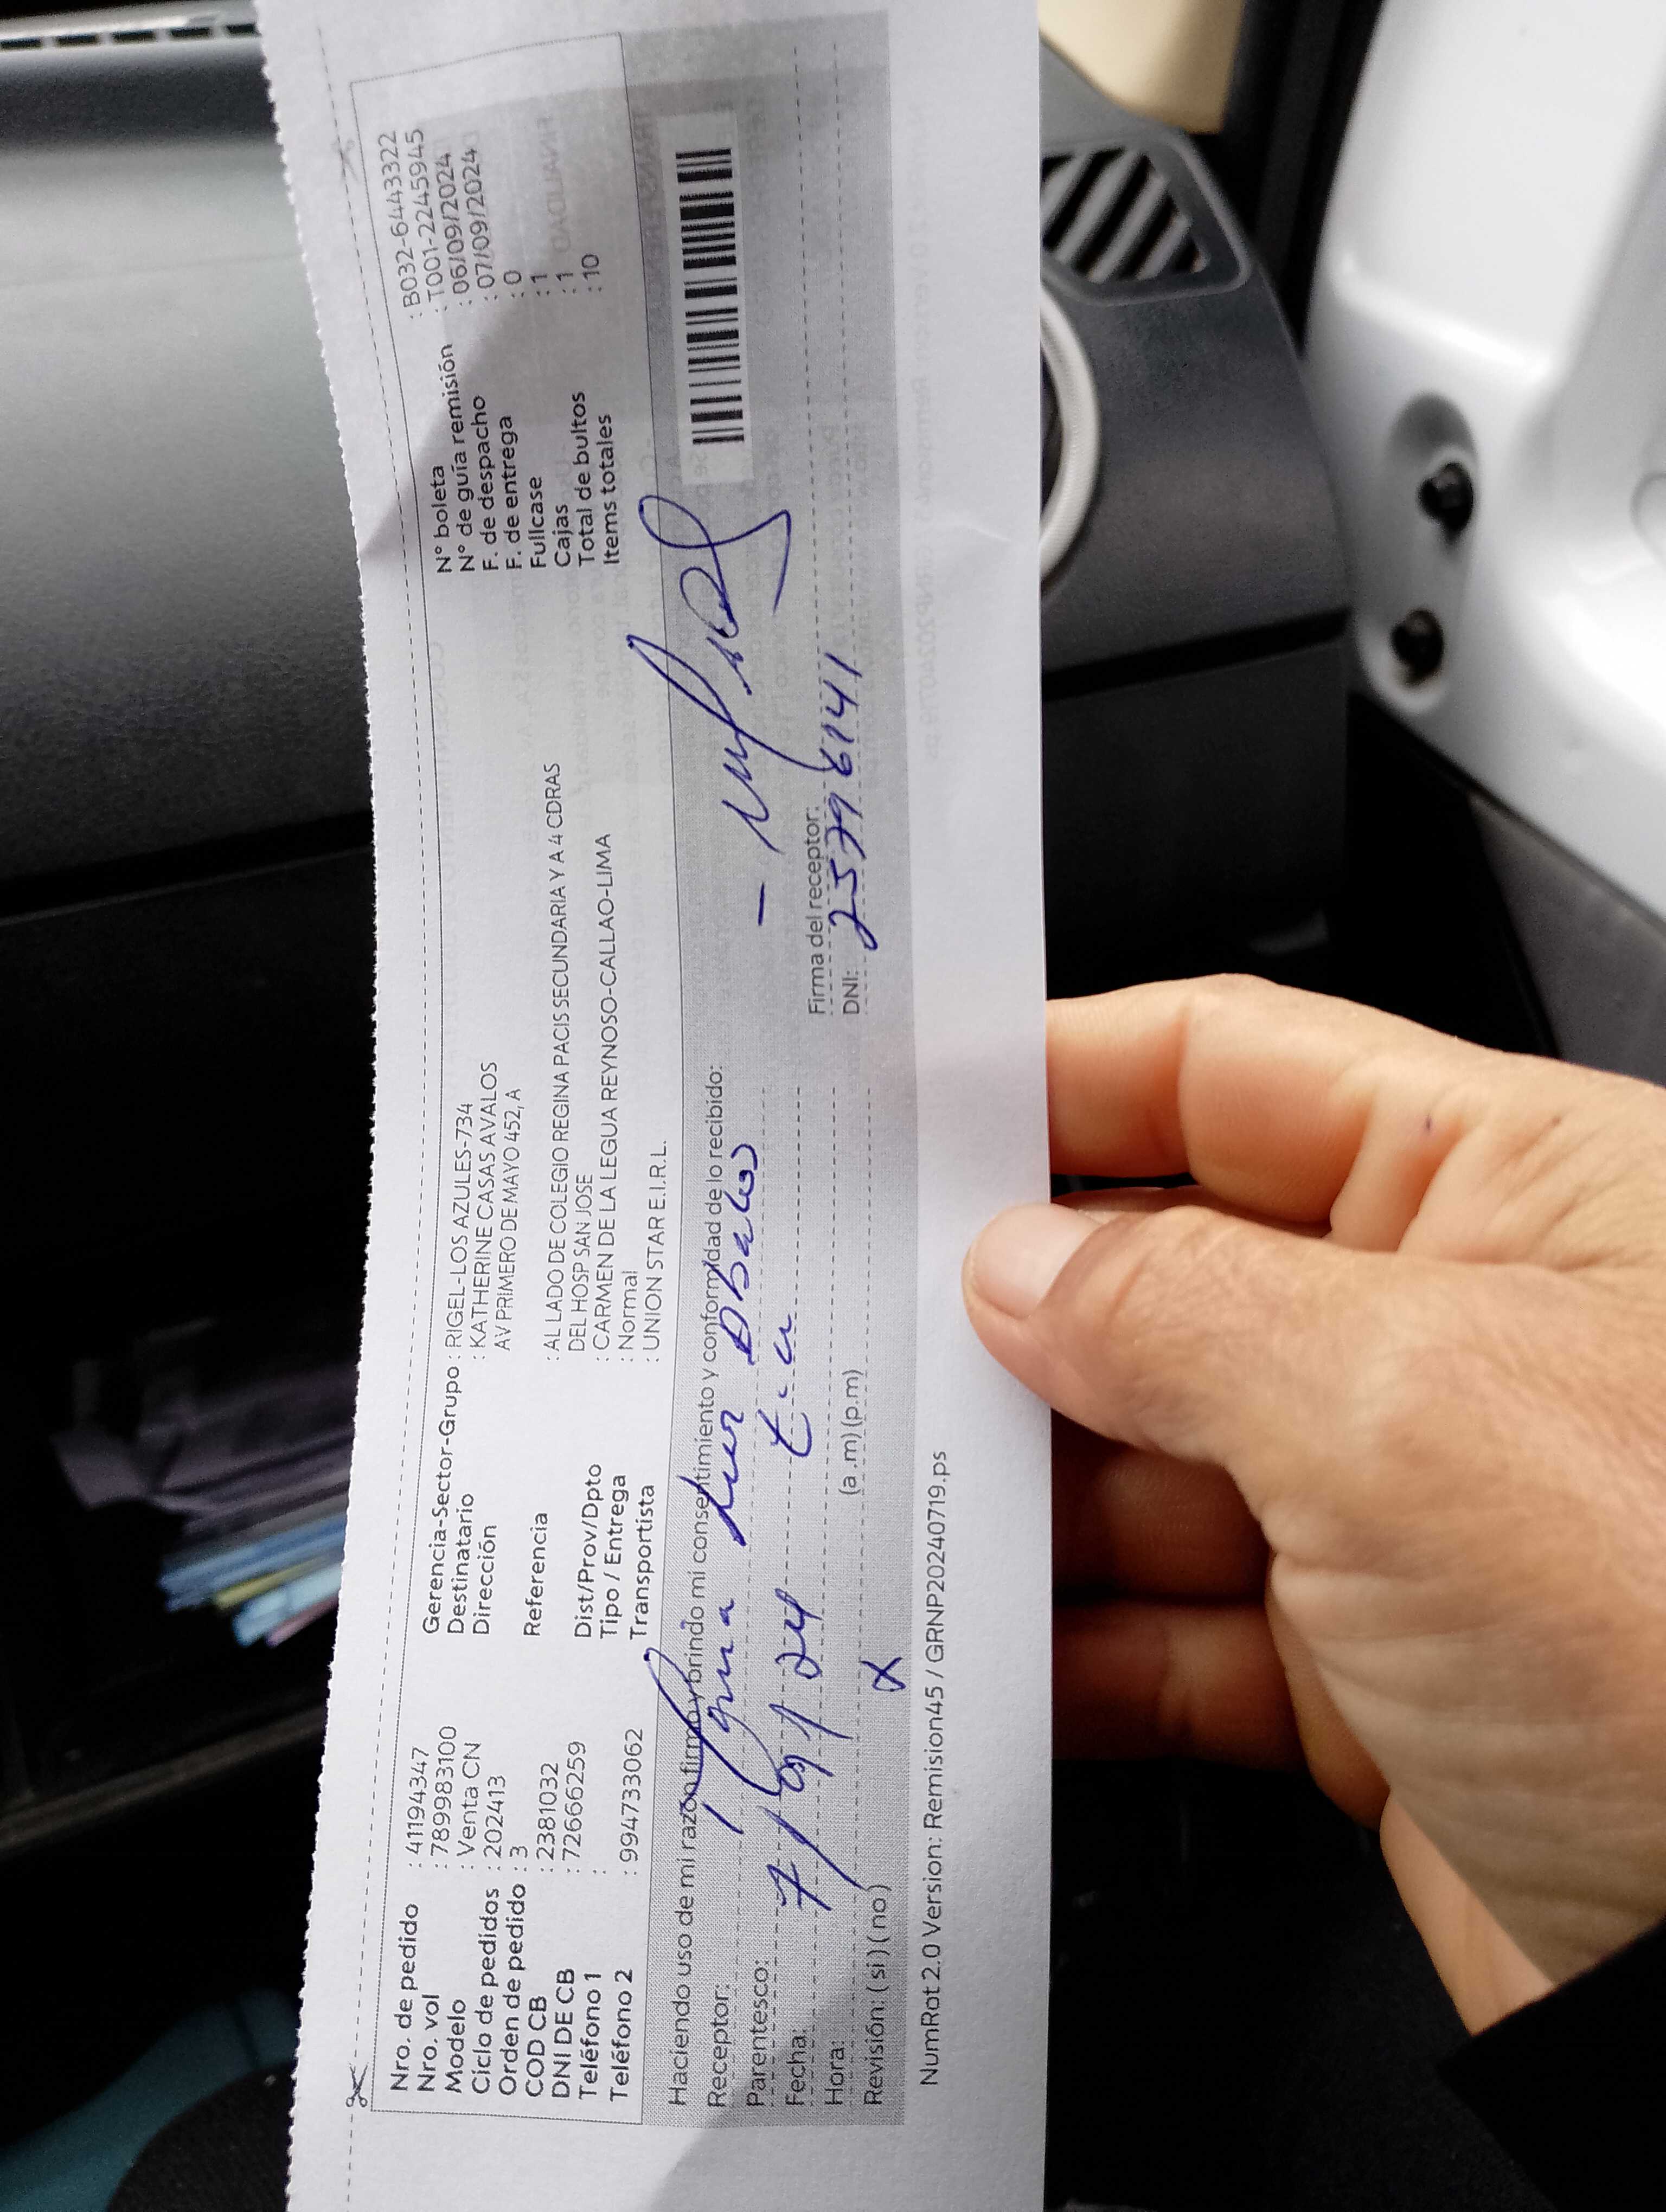 Nro. de pedido : 41194347
Nro. vol : 789983100
Modelo : Venta CN
Ciclo de pedidos : 202413
Orden de pedido : 3
COD CB : 2381032
DNI DE CB : 72666259
Teléfono 1 :
Teléfono 2 : 994733062
Gerencia-Sector-Grupo : RIGEL-LOS AZULES-734
Destinatario : KATHERINE CASAS AVALOS
Dirección AV PRIMERO DE MAYO 452, A
Referencia : AL LADO DE COLEGIO REGINA PACIS SECUNDARIA Y A 4 CDRAS
DEL HOSP SAN JOSE
Dist/Prov/Dpto : CARMEN DE LA LEGUA REYNOSO-CALLAO-LIMA
Tipo / Entrega : Normal
Transportista : UNION STAR E.I.R.L.
N° boleta : B032-64443322
N° de guía remisión : T001-2245945
F. de despacho : 06/09/2024
F. de entrega : 07/09/2024
Fullcase : 0
Cajas : 1
Total de bultos : 1
Items totales : 10
Haciendo uso de mi razón firmo y brindo mi consentimiento y conformidad de lo recibido:
Receptor:
Parentesco:
Fecha: 7/09/24
Hora: (a.m)(p.m)
Revisión: (si)(no)
Firma del receptor:
DNI: 25798141
NumRot 2.0 Version: Remision45 / GRNP20240719.ps